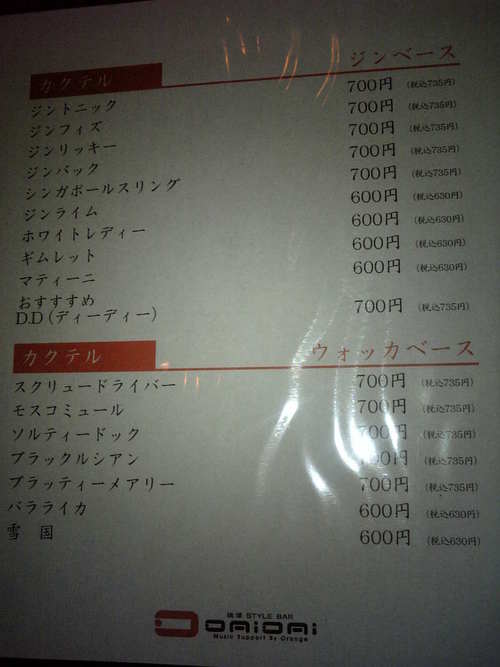 カクテル ジンベース
ジントニック 700円 (税込735円)
ジンフィズ 700円 (税込735円)
ジンリッキー 700円 (税込735円)
ジンバック 700円 (税込735円)
シンガポールスリング 700円 (税込735円)
ジンライム 600円 (税込630円)
ホワイトレディー 600円 (税込630円)
ギムレット 600円 (税込630円)
マティーニ 600円 (税込630円)
おすすすめ
D.D (ディーディー) 700円 (税込735円)
カクテル ウォッカベース
スクリュードライバー 700円 (税込735円)
モスコミュール 700円 (税込735円)
ソルティードック 700円 (税込735円)
ブラックルシアン 700円 (税込735円)
ブラッティーメアリー 700円 (税込735円)
バラライカ 600円 (税込630円)
雪 国 600円 (税込630円)
STYLE BAR
DAiDAi
Music Support By Orange